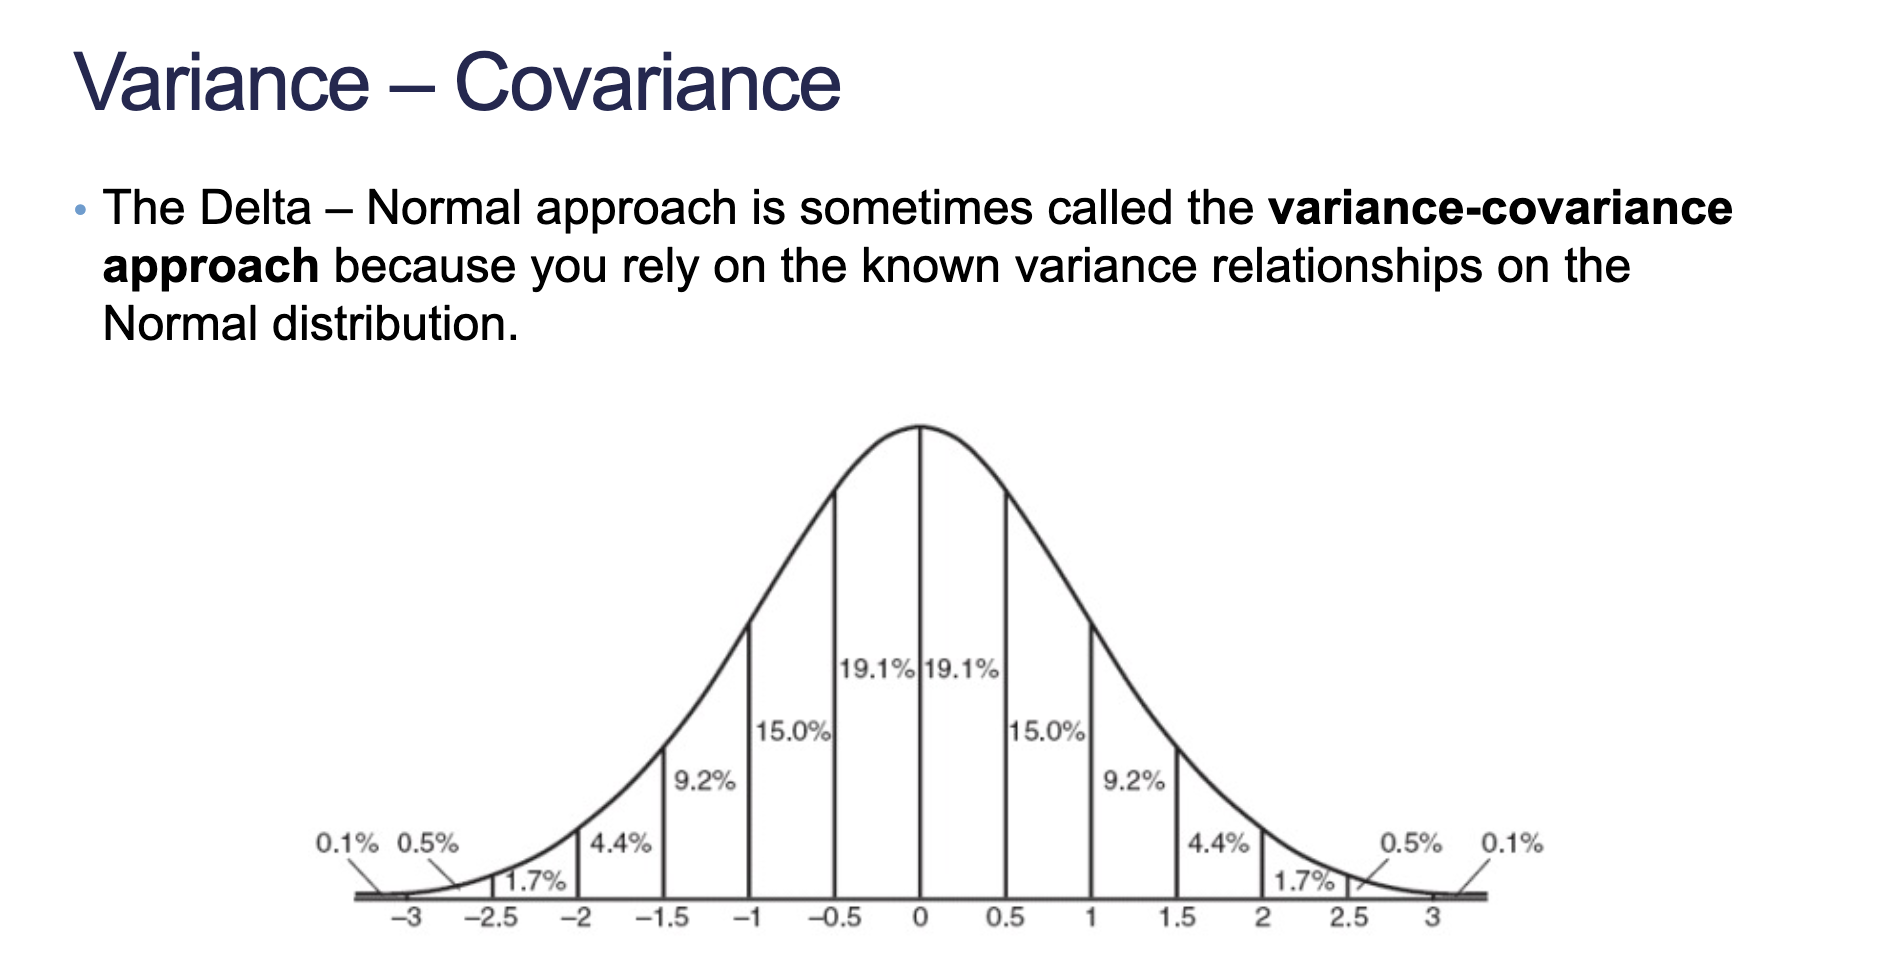 Variance – Covariance
• The Delta – Normal approach is sometimes called the variance-covariance
approach because you rely on the known variance relationships on the
Normal distribution.
19.1% 19.1%
15.0% 15.0%
9.2% 9.2%
0.1% 0.5% 4.4% 4.4% 0.5% 0.1%
1.7% 1.7%
–3 –2.5 –2 –1.5 –1 –0.5 0 0.5 1 1.5 2 2.5 3